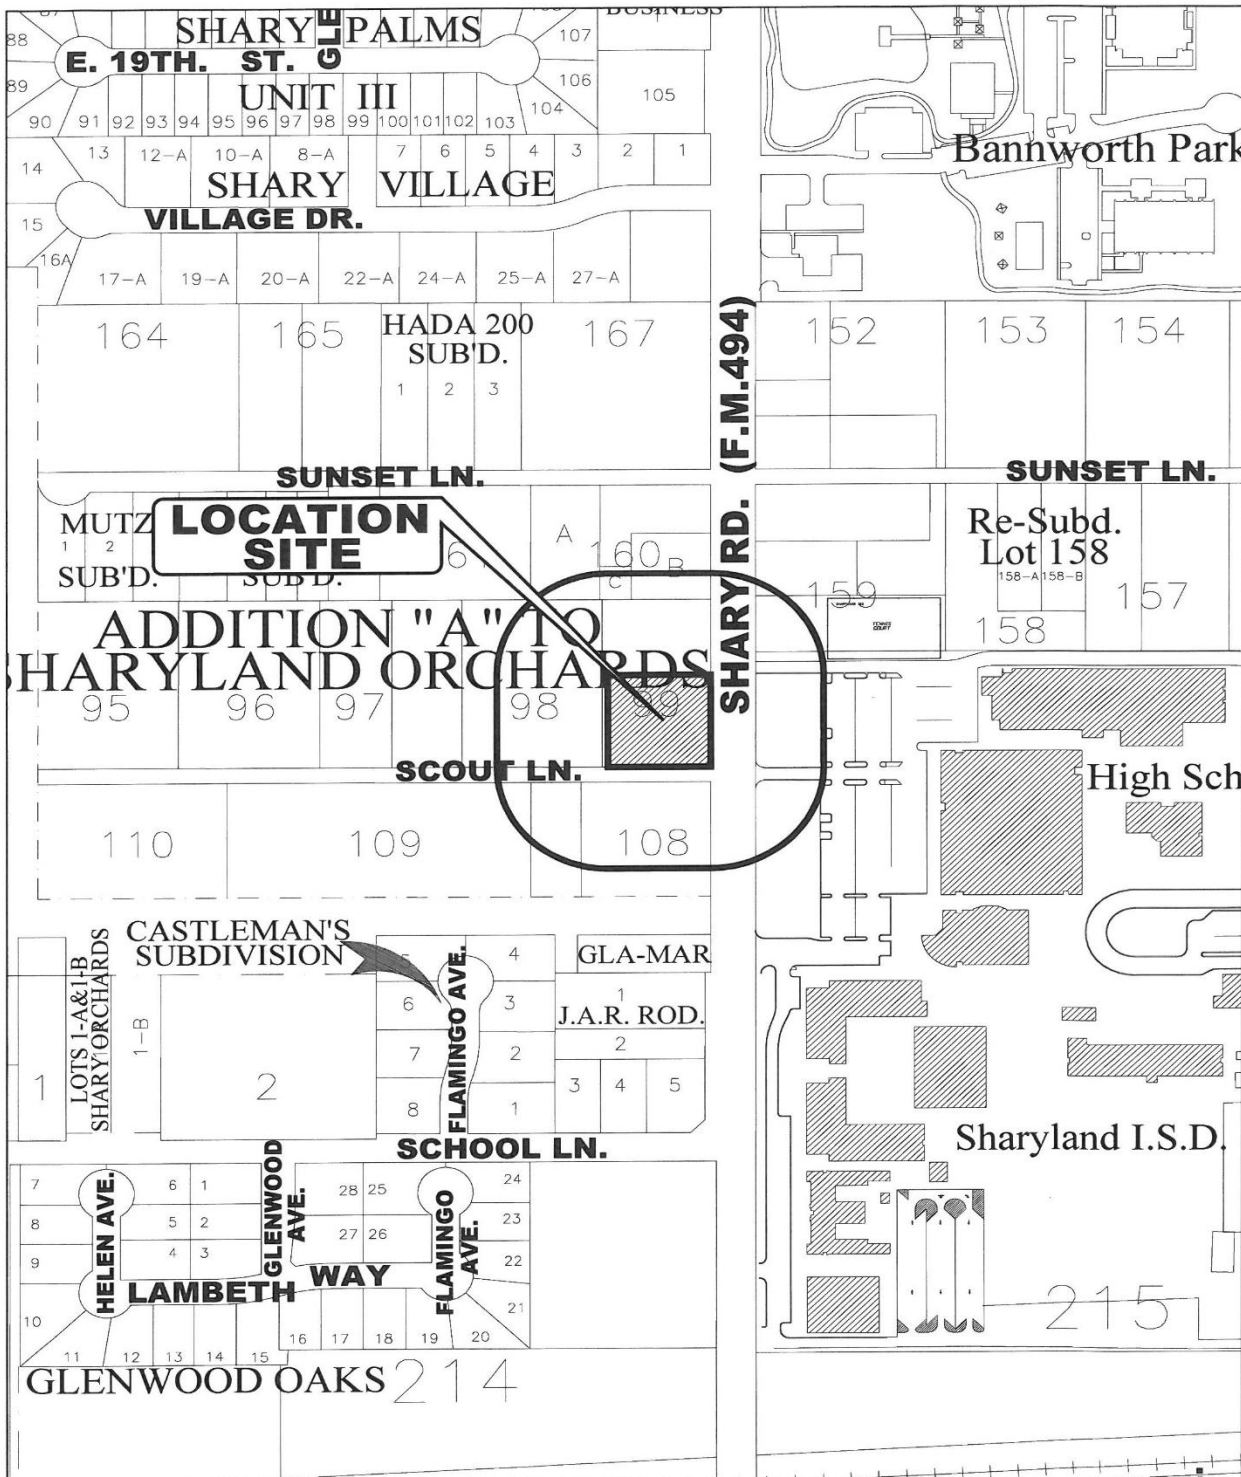 BUSINESS
SHARY PALMS
GLE
88
107
E. 19TH. ST.
89
106
UNIT III
105
90 91 92 93 94 95 96 97 98 99 100 101 102 103 104
Bannworth Park
14 13 12-A 10-A 8-A 7 6 5 4 3 2 1
SHARY VILLAGE
15
VILLAGE DR.
16A
17-A 19-A 20-A 22-A 24-A 25-A 27-A
164 165
HADA 200
SUB'D.
167
152 153 154
1 2 3
SHARY RD. (F.M.494)
SUNSET LN.
SUNSET LN.
MUTZ
1 2
SUB'D.
LOCATION
SITE
SUB'D.
A
160
B
C
Re-Subd.
Lot 158
158-A 158-B
159
TENNIS
COURT
158
157
ADDITION "A" TO
SHARYLAND ORCHARDS
95 96 97 98 99
SCOUT LN.
High Sch
110 109 108
CASTLEMAN'S
SUBDIVISION
LOTS 1-A&1-B
SHARY ORCHARDS
1-B
5
4
GLA-MAR
FLAMINGO AVE.
6
3
1
J.A.R. ROD.
7
2
2
1
2
8
1
3 4 5
SCHOOL LN.
Sharyland I.S.D.
HELEN AVE.
GLENWOOD
AVE.
FLAMINGO
AVE.
7 6 1 28 25 24
8 5 2 27 26 23
9 4 3 22
LAMBETH WAY
10
21
11 12 13 14 15 16 17 18 19 20
215
GLENWOOD OAKS
214